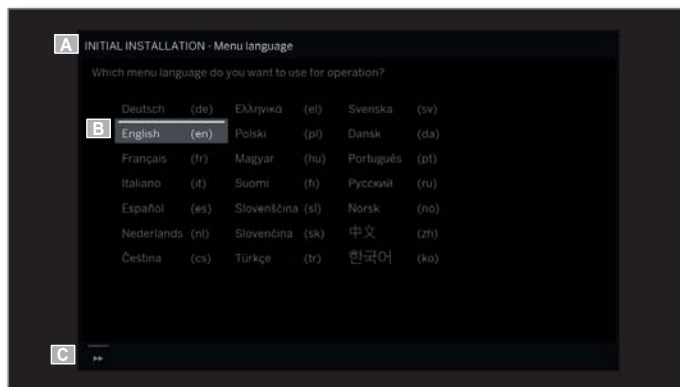 A INITIAL INSTALLATION - Menu language
Which menu language do you want to use for operation?
Deutsch (de) Ελληνικά (el) Svenska (sv)
B English (en) Polski (pl) Dansk (da)
Français (fr) Magyar (hu) Português (pt)
Italiano (it) Suomi (fi) Русский (ru)
Español (es) Slovenščina (sl) Norsk (no)
Nederlands (nl) Slovenčina (sk) 中文 (zh)
Čeština (cs) Türkçe (tr) 한국어 (ko)
C